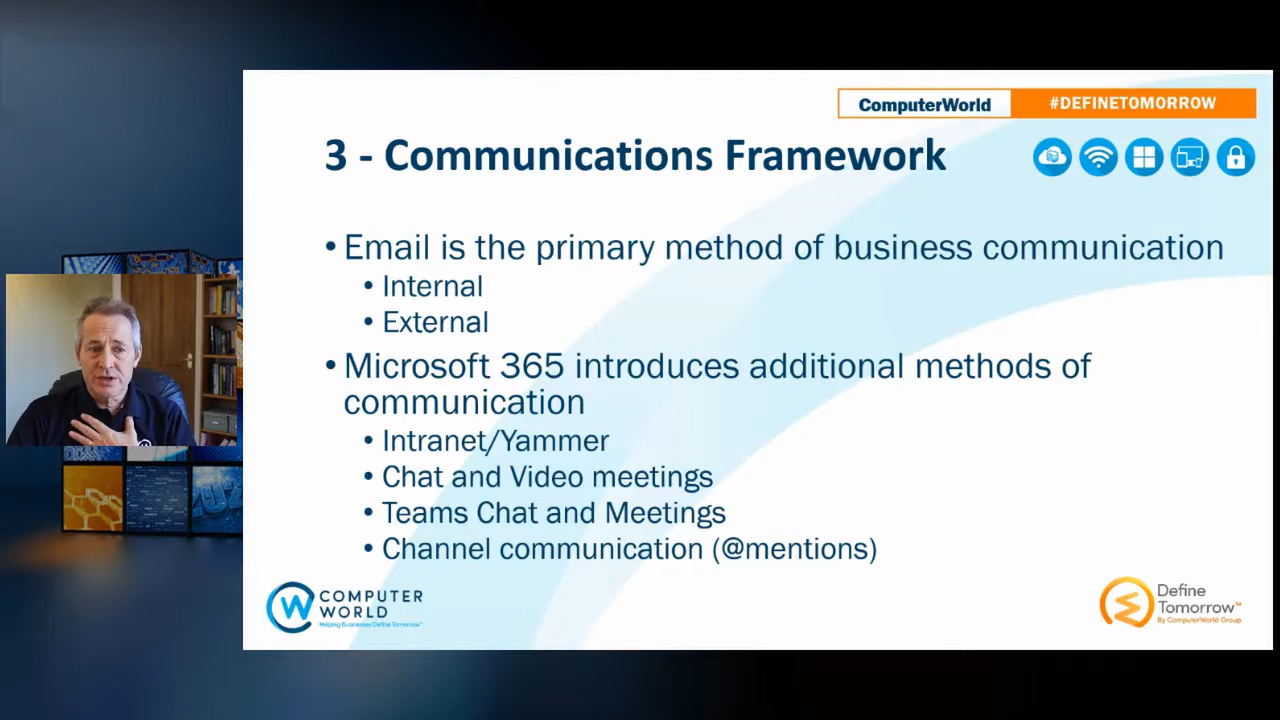 ComputerWorld #DEFINETOMORROW
3 - Communications Framework
• Email is the primary method of business communication
• Internal
• External
• Microsoft 365 introduces additional methods of
communication
• Intranet/Yammer
• Chat and Video meetings
• Teams Chat and Meetings
• Channel communication (@mentions)
COMPUTER
WORLD
Helping Businesses Define Tomorrow™
Define
Tomorrow™
By ComputerWorld Group